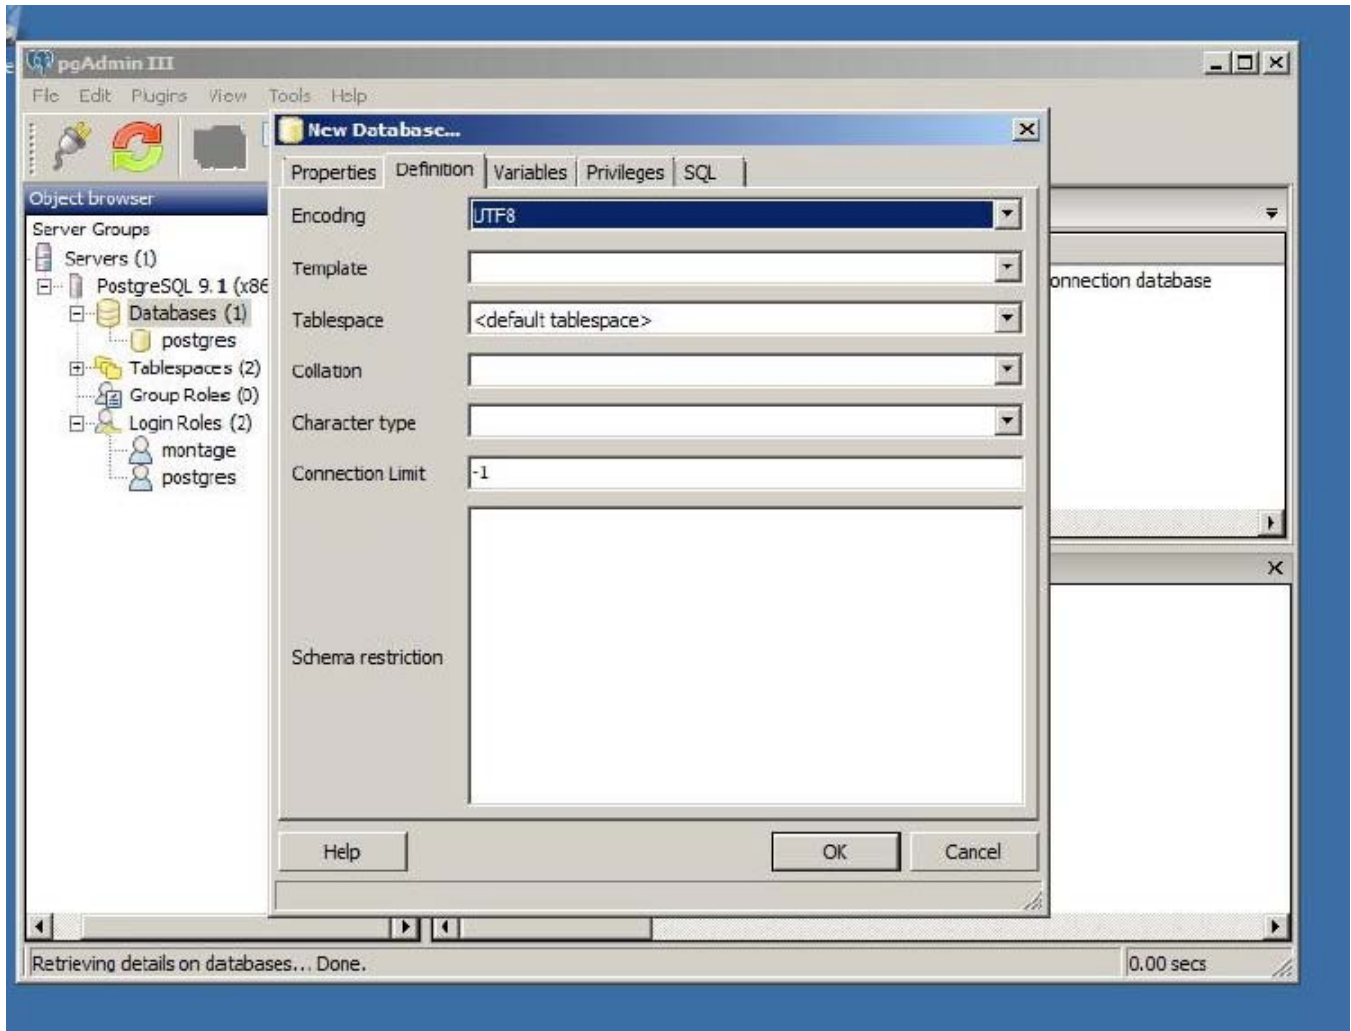 pgAdmin III
File Edit Plugins View Tools Help
New Database...
Properties Definition Variables Privileges SQL
Object browser
Server Groups
Servers (1)
PostgreSQL 9.1 (x86
Databases (1)
postgres
Tablespaces (2)
Group Roles (0)
Login Roles (2)
montage
postgres
Encoding UTF8
Template
Tablespace <default tablespace>
Collation
Character type
Connection Limit -1
Schema restriction
onnection database
Help OK Cancel
Retrieving details on databases... Done. 0.00 secs